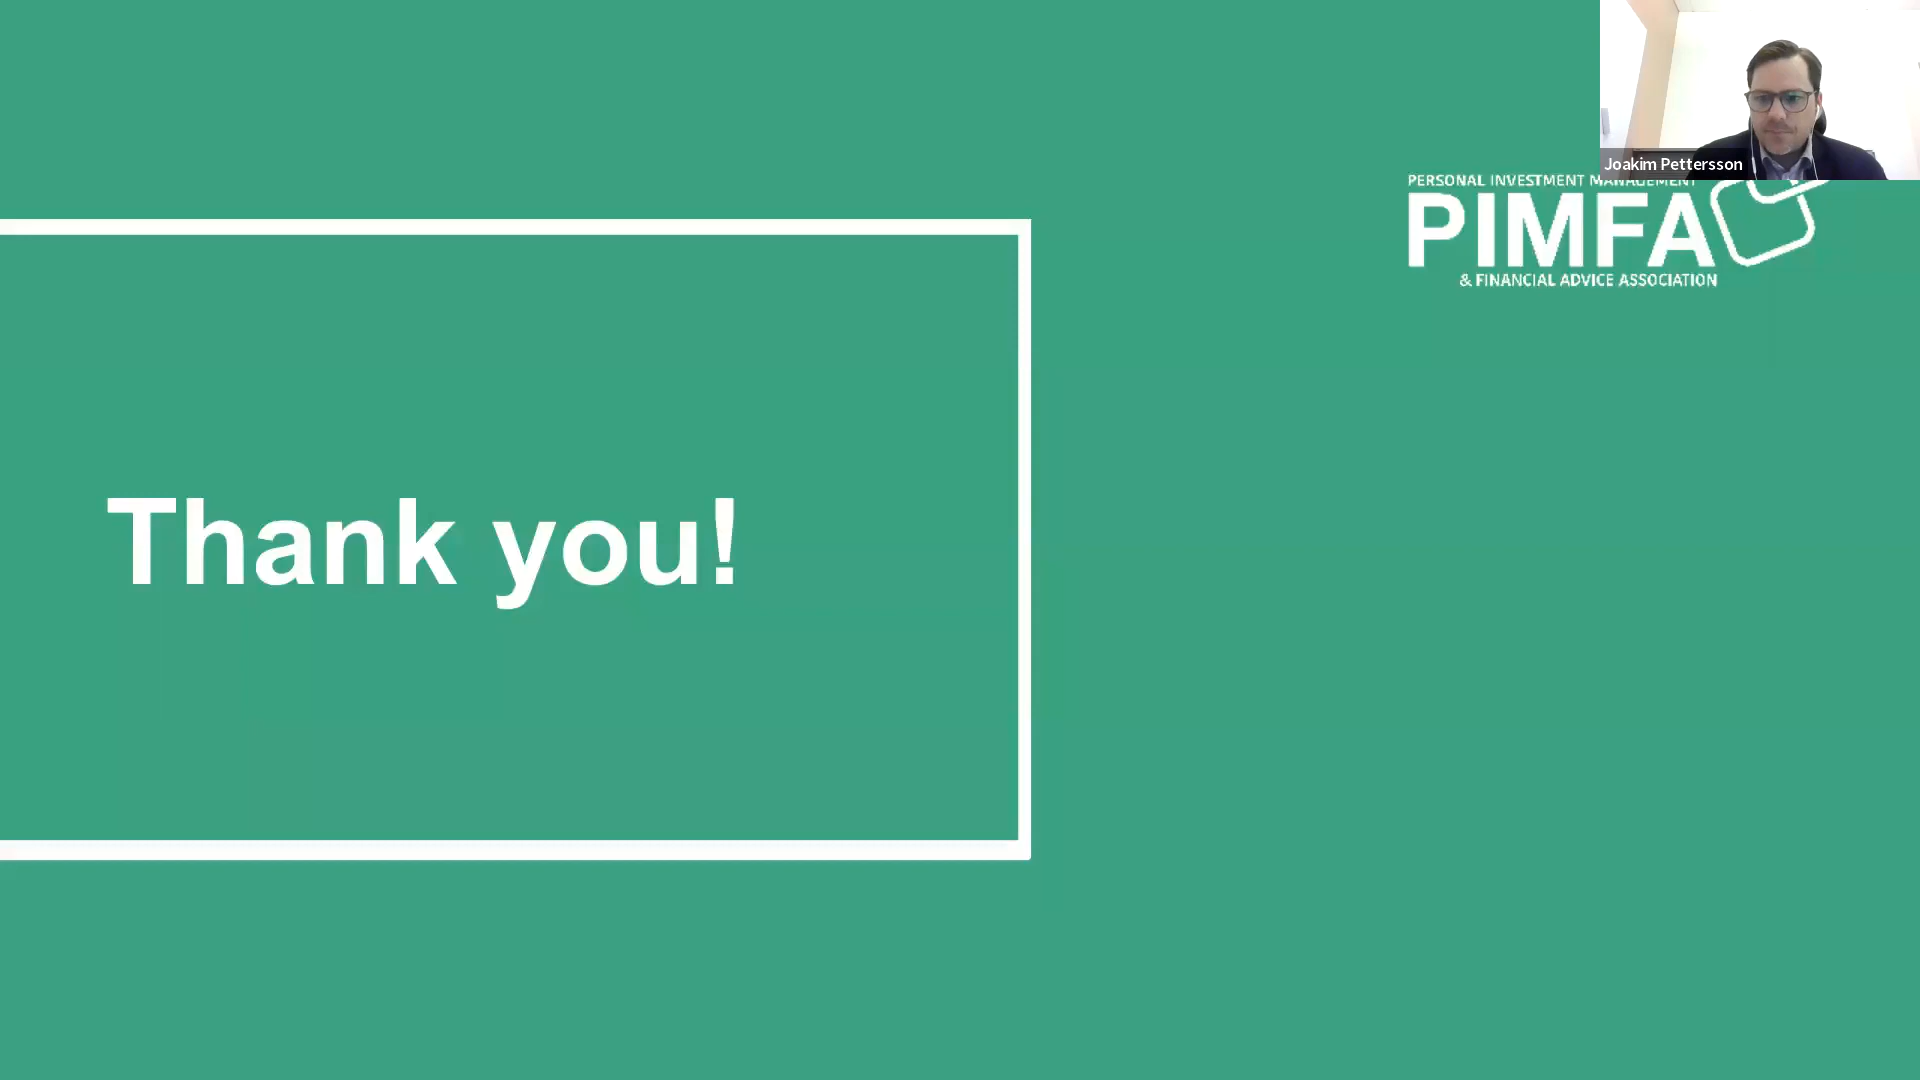 Joakim Pettersson
PERSONAL INVESTMENT MANAGEMENT
PIMFA
& FINANCIAL ADVICE ASSOCIATION
Thank you!